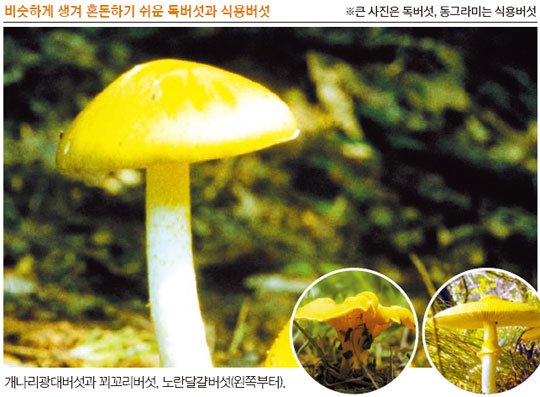 비슷하게 생겨 혼돈하기 쉬운 독버섯과 식용버섯
※큰 사진은 독버섯, 동그라미는 식용버섯
개나리광대버섯과 꾀꼬리버섯, 노란달걀버섯(왼쪽부터).